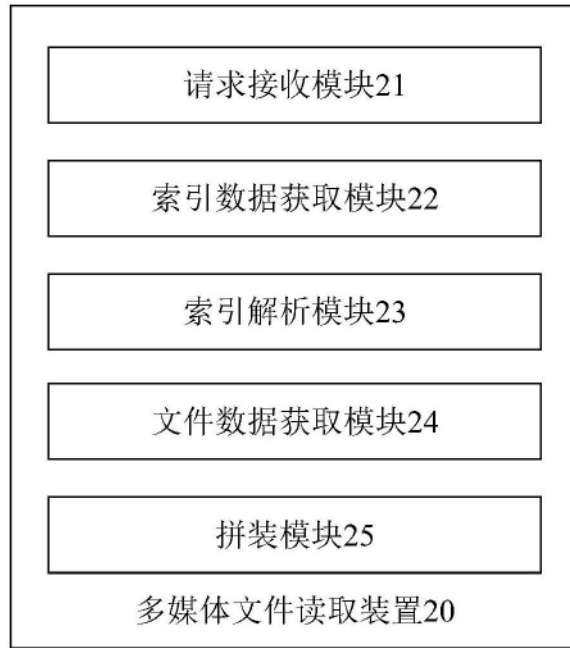 请求接收模块21
索引数据获取模块22
索引解析模块23
文件数据获取模块24
拼装模块25
多媒体文件读取装置20